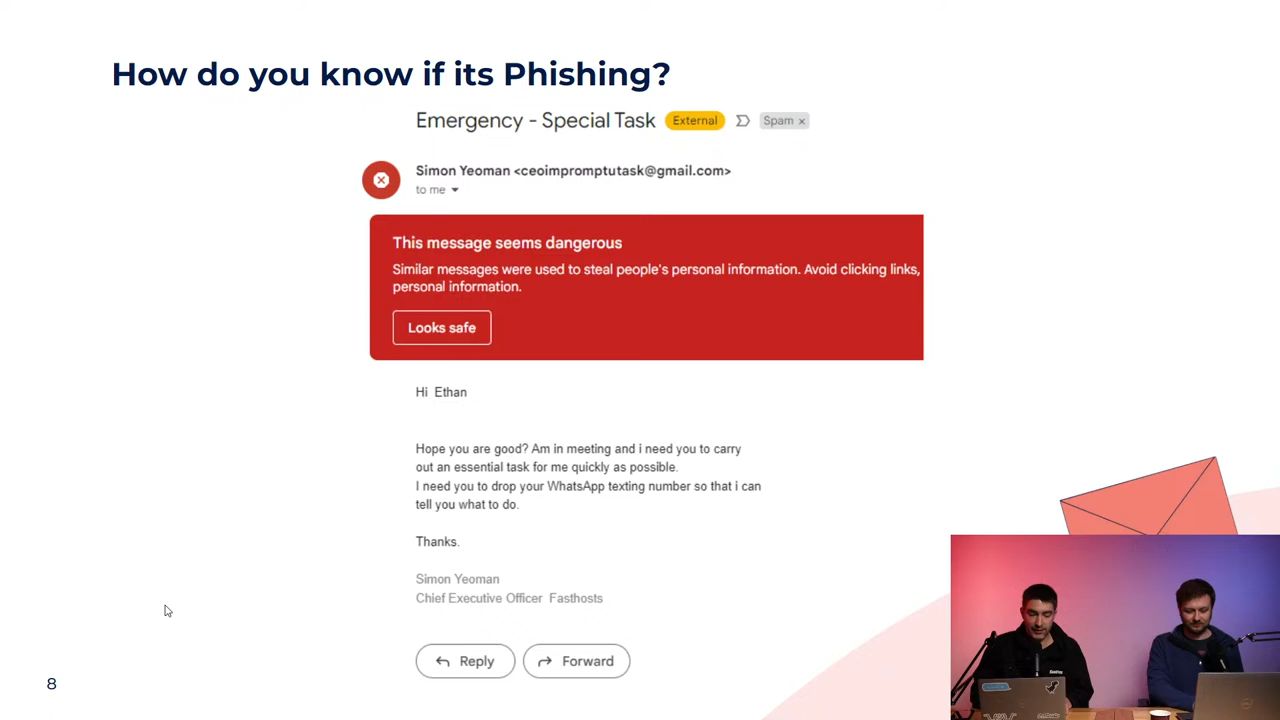 How do you know if its Phishing?
Emergency - Special Task External Spam x
Simon Yeoman <ceoimpromptutask@gmail.com>
to me
This message seems dangerous
Similar messages were used to steal people's personal information. Avoid clicking links,
personal information.
Looks safe
Hi Ethan
Hope you are good? Am in meeting and i need you to carry
out an essential task for me quickly as possible.
I need you to drop your WhatsApp texting number so that i can
tell you what to do.
Thanks.
Simon Yeoman
Chief Executive Officer Fasthosts
Reply Forward
8